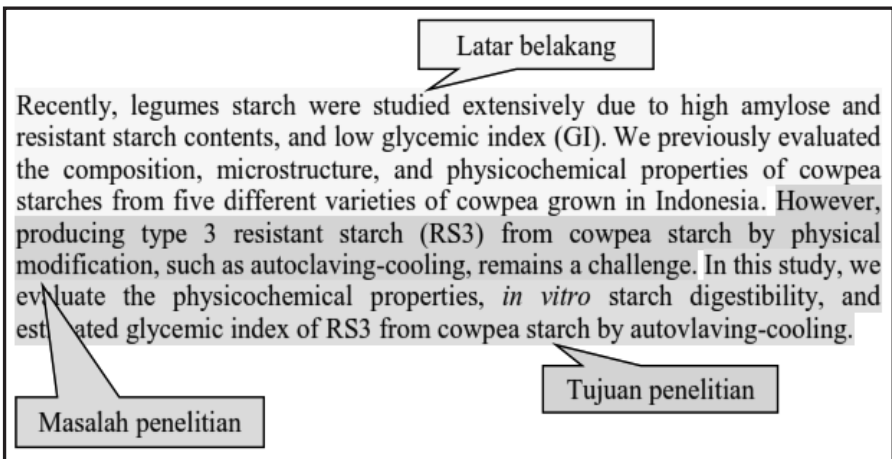 Latar belakang
Recently, legumes starch were studied extensively due to high amylose and
resistant starch contents, and low glycemic index (GI). We previously evaluated
the composition, microstructure, and physicochemical properties of cowpea
starches from five different varieties of cowpea grown in Indonesia. However,
producing type 3 resistant starch (RS3) from cowpea starch by physical
modification, such as autoclaving-cooling, remains a challenge. In this study, we
evaluate the physicochemical properties, in vitro starch digestibility, and
estimated glycemic index of RS3 from cowpea starch by autovlaving-cooling.
Tujuan penelitian
Masalah penelitian